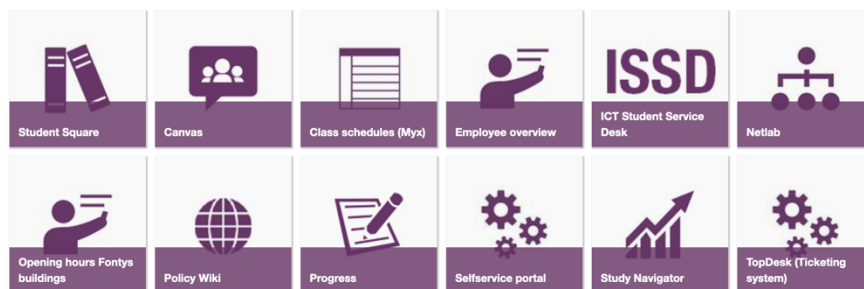 Student Square
Canvas
Class schedules (Myx)
Employee overview
ISSD
ICT Student Service
Desk
Netlab
Opening hours Fontys
buildings
Policy Wiki
Progress
Selfservice portal
Study Navigator
TopDesk (Ticketing
system)